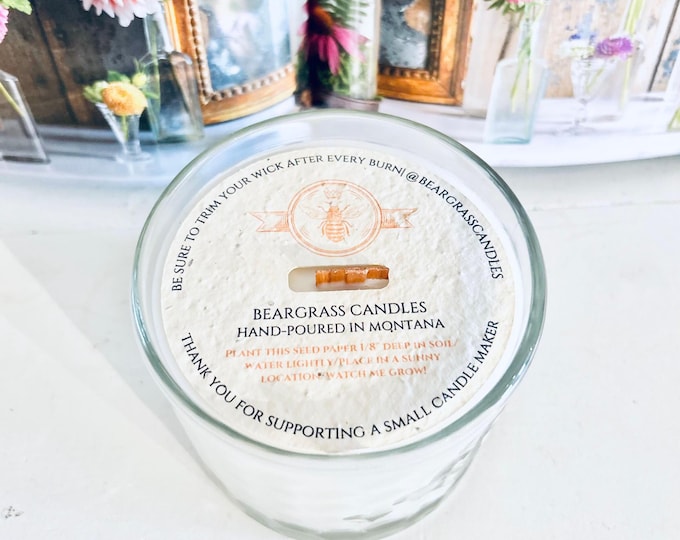 BE SURE TO TRIM YOUR WICK AFTER EVERY BURN| @BEARGRASSCANDLES
BEARGRASS CANDLES
HAND-POURED IN MONTANA
PLANT THIS SEED PAPER 1/8" DEEP IN SOIL/
WATER LIGHTLY/PLACE IN A SUNNY
LOCATION/WATCH ME GROW!
THANK YOU FOR SUPPORTING A SMALL CANDLE MAKER